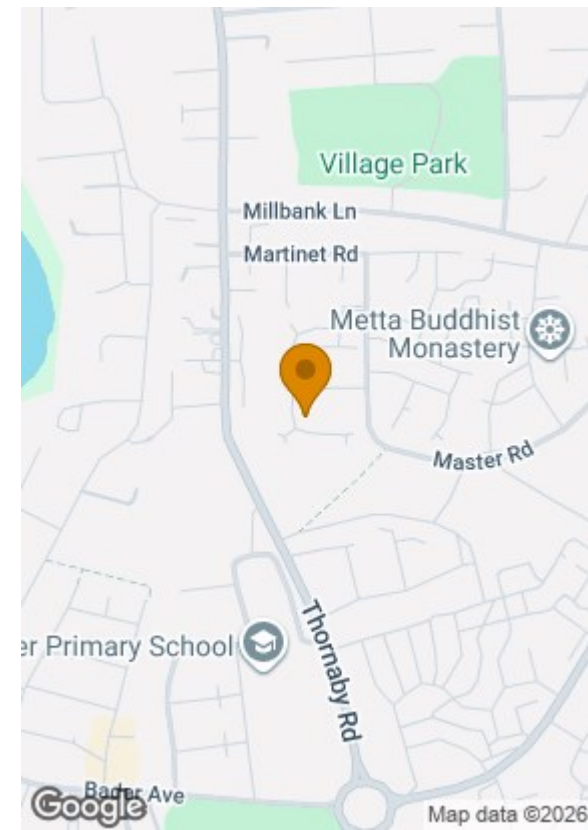 Village Park
Millbank Ln
Martinet Rd
Metta Buddhist
Monastery
Master Rd
er Primary School
Thornaby Rd
Bader Ave
Google
Map data ©2026